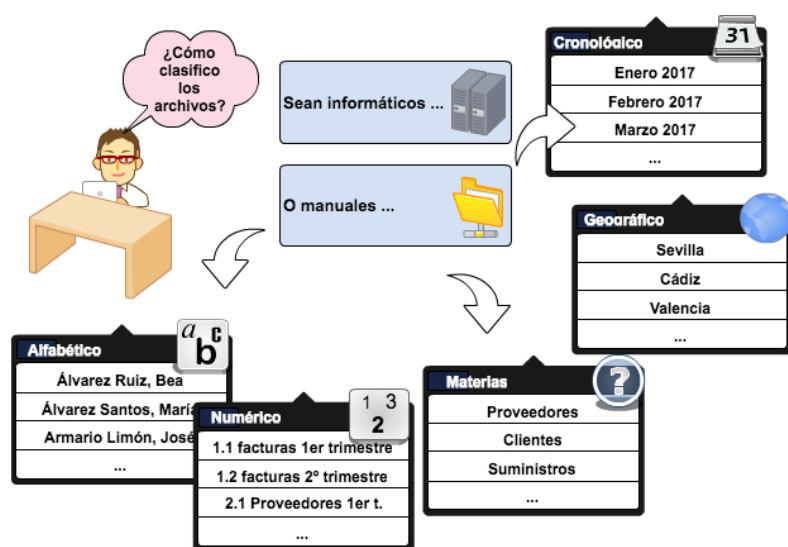 ¿Cómo
clasifico
los
archivos?
Sean informáticos ...
O manuales ...
Cronológico
31
Enero 2017
Febrero 2017
Marzo 2017
...
Geográfico
Sevilla
Cádiz
Valencia
...
Alfabético
a b c
Álvarez Ruiz, Bea
Álvarez Santos, María
Armario Limón, José
...
Numérico
1 3
2
1.1 facturas 1er trimestre
1.2 facturas 2º trimestre
2.1 Proveedores 1er t.
...
Materias
?
Proveedores
Clientes
Suministros
...